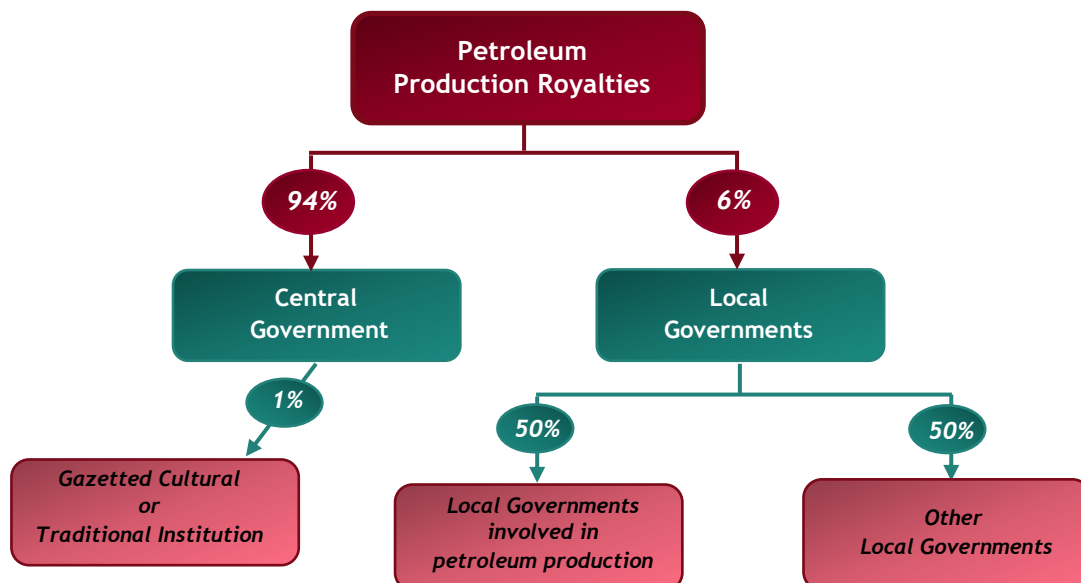 Petroleum
Production Royalties
94%
6%
Central
Government
Local
Governments
1%
50%
50%
Gazetted Cultural
or
Traditional Institution
Local Governments
involved in
petroleum production
Other
Local Governments